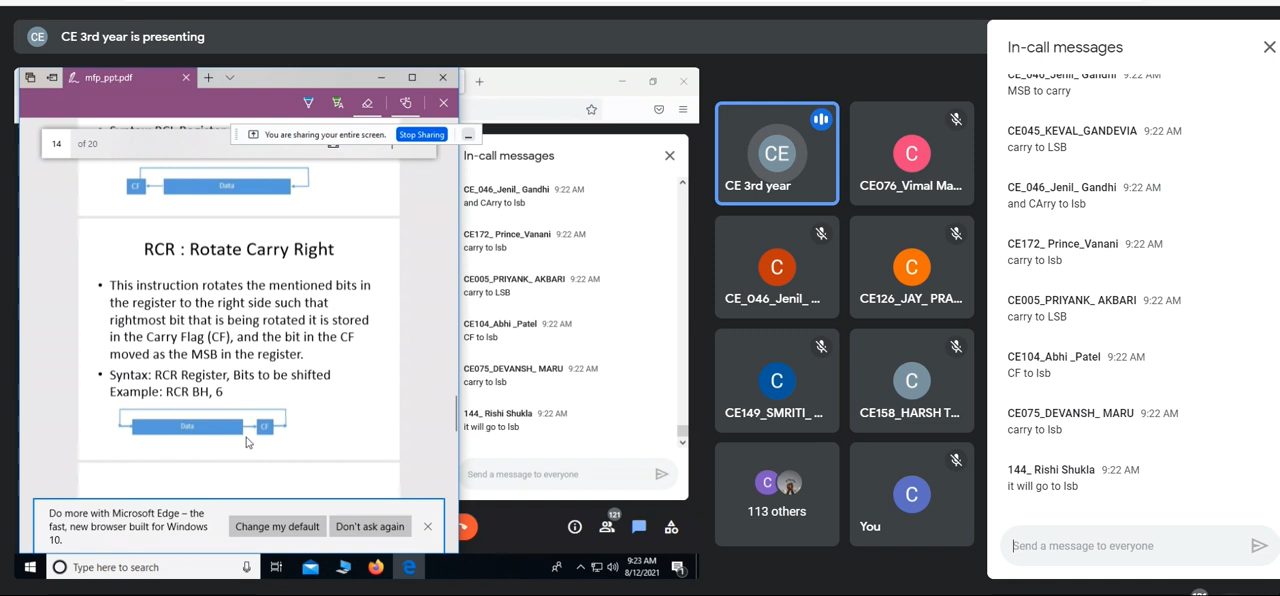 CE
CE 3rd year is presenting
mfp_ppt.pdf
You are sharing your entire screen.
Stop Sharing
14
of 20
CF
Data
RCR : Rotate Carry Right
• This instruction rotates the mentioned bits in
the register to the right side such that
rightmost bit that is being rotated it is stored
in the Carry Flag (CF), and the bit in the CF
moved as the MSB in the register.
• Syntax: RCR Register, Bits to be shifted
Example: RCR BH, 6
Data
CF
Do more with Microsoft Edge – the
fast, new browser built for Windows
10.
Change my default
Don't ask again
Type here to search
In-call messages
CE_046_Jenil_ Gandhi 9:22 AM
and CArry to lsb
CE172_ Prince_Vanani 9:22 AM
carry to lsb
CE005_PRIYANK_ AKBARI 9:22 AM
carry to LSB
CE104_Abhi _Patel 9:22 AM
CF to lsb
CE075_DEVANSH_ MARU 9:22 AM
carry to lsb
144_ Rishi Shukla 9:22 AM
it will go to lsb
Send a message to everyone
121
9:23 AM
8/12/2021
1
CE
CE 3rd year
C
CE076_Vimal Ma...
C
CE_046_Jenil_ ...
C
CE126_JAY_ PRA...
C
CE149_SMRITI_ ...
C
CE158_HARSH T...
C
113 others
C
You
In-call messages
CE_046_Jenil_ Gandhi 9:22 AM
MSB to carry
CE045_KEVAL_GANDEVIA 9:22 AM
carry to LSB
CE_046_Jenil_ Gandhi 9:22 AM
and CArry to lsb
CE172_ Prince_Vanani 9:22 AM
carry to lsb
CE005_PRIYANK_ AKBARI 9:22 AM
carry to LSB
CE104_Abhi _Patel 9:22 AM
CF to lsb
CE075_DEVANSH_ MARU 9:22 AM
carry to lsb
144_ Rishi Shukla 9:22 AM
it will go to lsb
Send a message to everyone